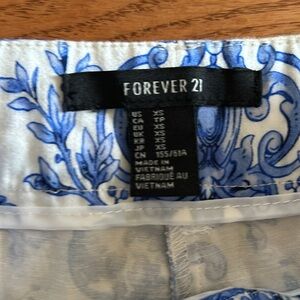 FOREVER 21
US XS
CA TP
EU XS
UK XS
KR XS
JP XS
CN 155/61A
MADE IN
VIETNAM
FABRIQUÉ AU
VIETNAM